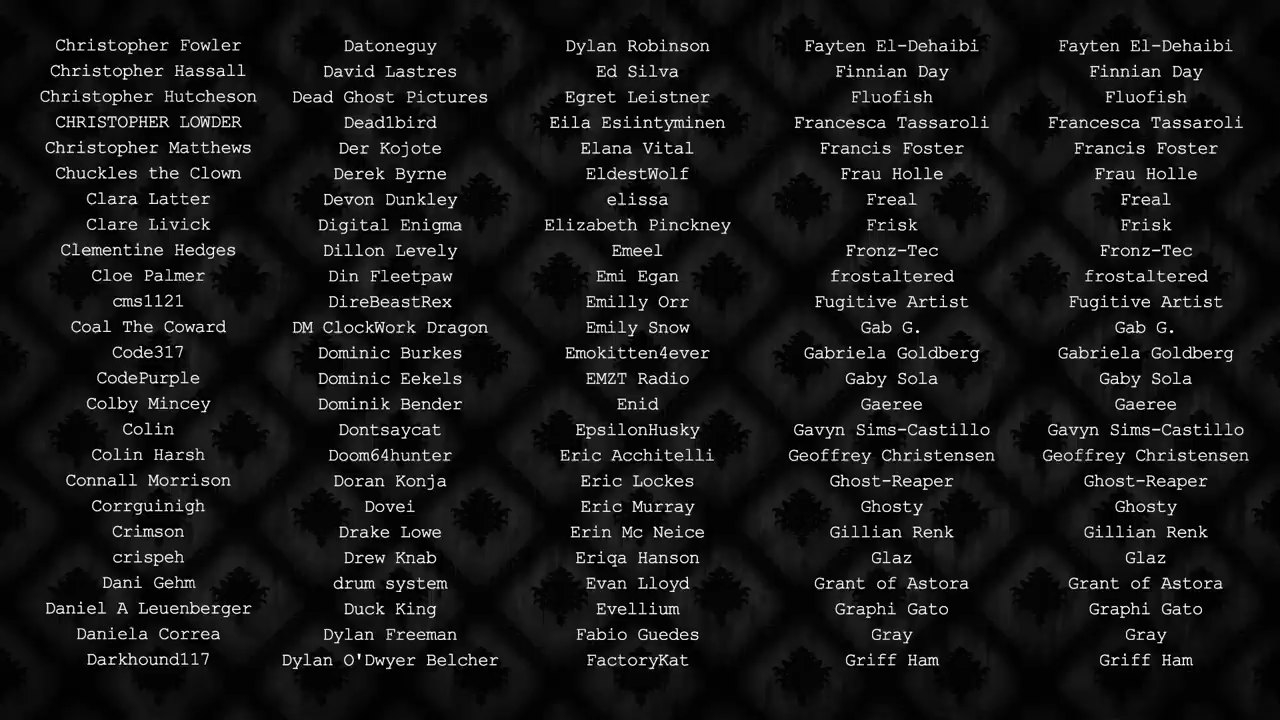 Christopher Fowler
Christopher Hassall
Christopher Hutcheson
CHRISTOPHER LOWDER
Christopher Matthews
Chuckles the Clown
Clara Latter
Clare Livick
Clementine Hedges
Cloe Palmer
cms1121
Coal The Coward
Code317
CodePurple
Colby Mincey
Colin
Colin Harsh
Connall Morrison
Corrguinigh
Crimson
crispeh
Dani Gehm
Daniel A Leuenberger
Daniela Correa
Darkhound117
Datoneguy
David Lastres
Dead Ghost Pictures
Dead1bird
Der Kojote
Derek Byrne
Devon Dunkley
Digital Enigma
Dillon Levely
Din Fleetpaw
DireBeastRex
DM ClockWork Dragon
Dominic Burkes
Dominic Eekels
Dominik Bender
Dontsaycat
Doom64hunter
Doran Konja
Dovei
Drake Lowe
Drew Knab
drum system
Duck King
Dylan Freeman
Dylan O'Dwyer Belcher
Dylan Robinson
Ed Silva
Egret Leistner
Eila Esiintyminen
Elana Vital
EldestWolf
elissa
Elizabeth Pinckney
Emeel
Emi Egan
Emilly Orr
Emily Snow
Emokitten4ever
EMZT Radio
Enid
EpsilonHusky
Eric Acchitelli
Eric Lockes
Eric Murray
Erin Mc Neice
Eriqa Hanson
Evan Lloyd
Evellium
Fabio Guedes
FactoryKat
Fayten El-Dehaibi
Finnian Day
Fluofish
Francesca Tassaroli
Francis Foster
Frau Holle
Freal
Frisk
Fronz-Tec
frostaltered
Fugitive Artist
Gab G.
Gabriela Goldberg
Gaby Sola
Gaeree
Gavyn Sims-Castillo
Geoffrey Christensen
Ghost-Reaper
Ghosty
Gillian Renk
Glaz
Grant of Astora
Graphi Gato
Gray
Griff Ham
Fayten El-Dehaibi
Finnian Day
Fluofish
Francesca Tassaroli
Francis Foster
Frau Holle
Freal
Frisk
Fronz-Tec
frostaltered
Fugitive Artist
Gab G.
Gabriela Goldberg
Gaby Sola
Gaeree
Gavyn Sims-Castillo
Geoffrey Christensen
Ghost-Reaper
Ghosty
Gillian Renk
Glaz
Grant of Astora
Graphi Gato
Gray
Griff Ham